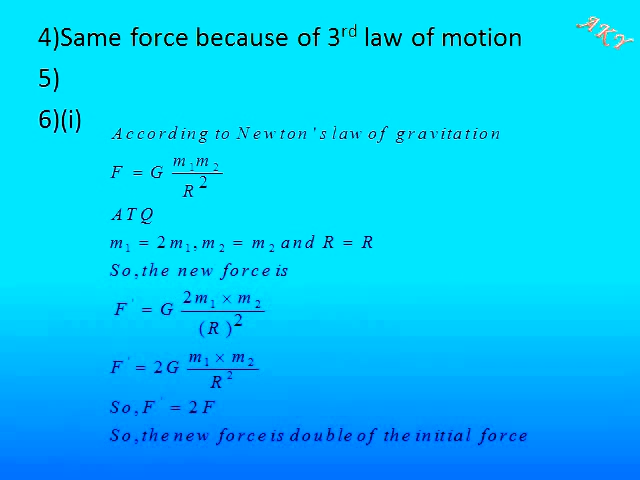 AKY
4)Same force because of 3rd law of motion
5)
6)(i)
According to Newton's law of gravitation
F = G m₁m₂ / R²
ATQ
m₁ = 2m₁, m₂ = m₂ and R = R
So, the new force is
F' = G 2m₁ × m₂ / (R)²
F' = 2G m₁ × m₂ / R²
So, F' = 2F
So, the new force is double of the initial force